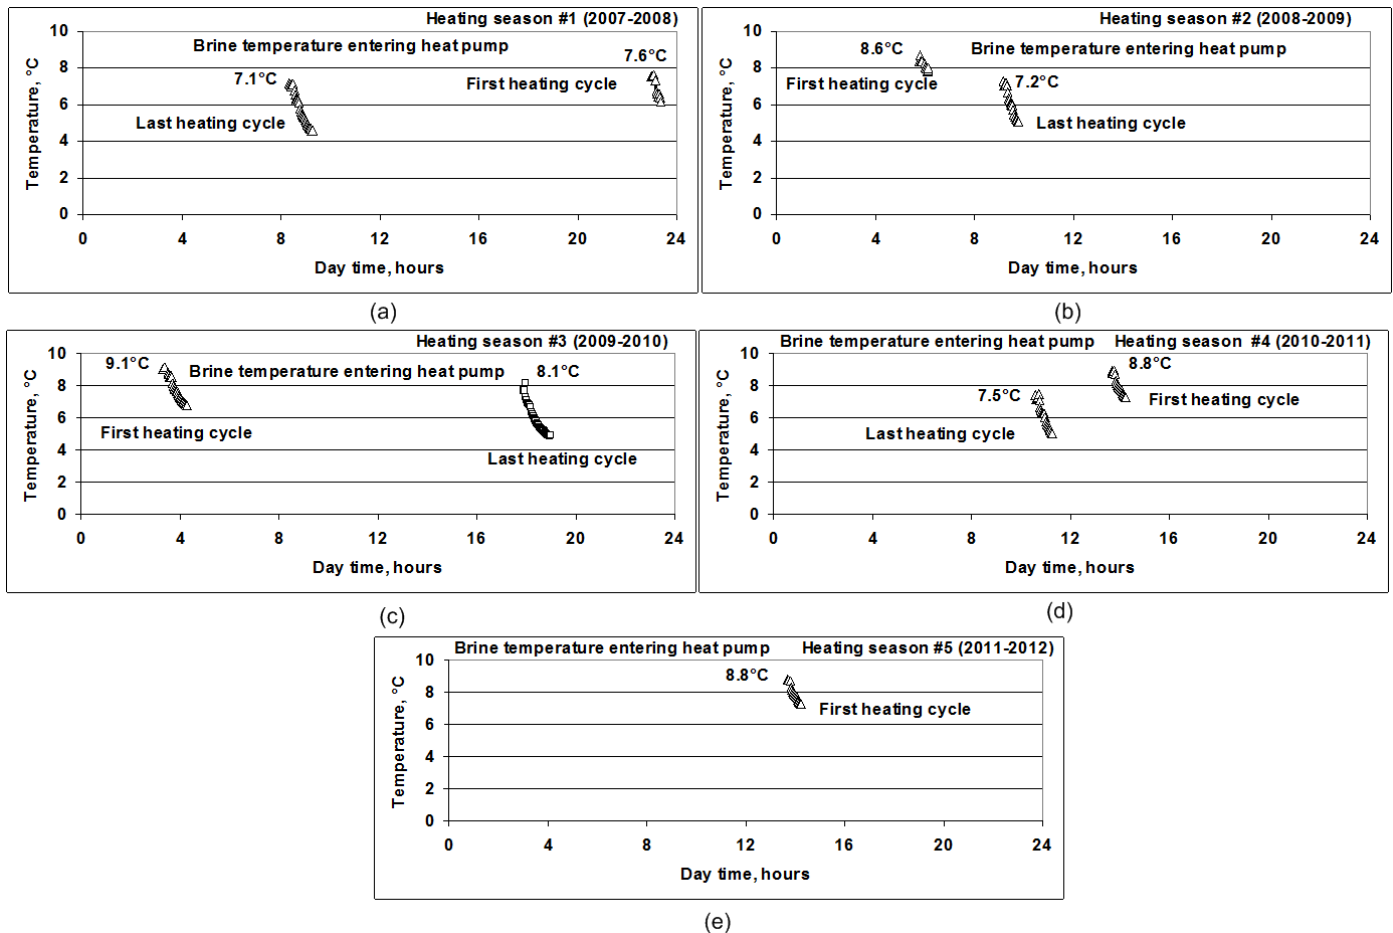 Heating season #1 (2007-2008)
Brine temperature entering heat pump
7.6°C
7.1°C
First heating cycle
Last heating cycle
Temperature, °C
10
8
6
4
2
0
0 4 8 12 16 20 24
Day time, hours
(a)
Heating season #2 (2008-2009)
8.6°C
Brine temperature entering heat pump
First heating cycle
7.2°C
Last heating cycle
Temperature, °C
10
8
6
4
2
0
0 4 8 12 16 20 24
Day time, hours
(b)
Heating season #3 (2009-2010)
9.1°C
Brine temperature entering heat pump
8.1°C
First heating cycle
Last heating cycle
Temperature, °C
10
8
6
4
2
0
0 4 8 12 16 20 24
Day time, hours
(c)
Brine temperature entering heat pump Heating season #4 (2010-2011)
8.8°C
7.5°C
First heating cycle
Last heating cycle
Temperature, °C
10
8
6
4
2
0
0 4 8 12 16 20 24
Day time, hours
(d)
Brine temperature entering heat pump Heating season #5 (2011-2012)
8.8°C
First heating cycle
Temperature, °C
10
8
6
4
2
0
0 4 8 12 16 20 24
Day time, hours
(e)